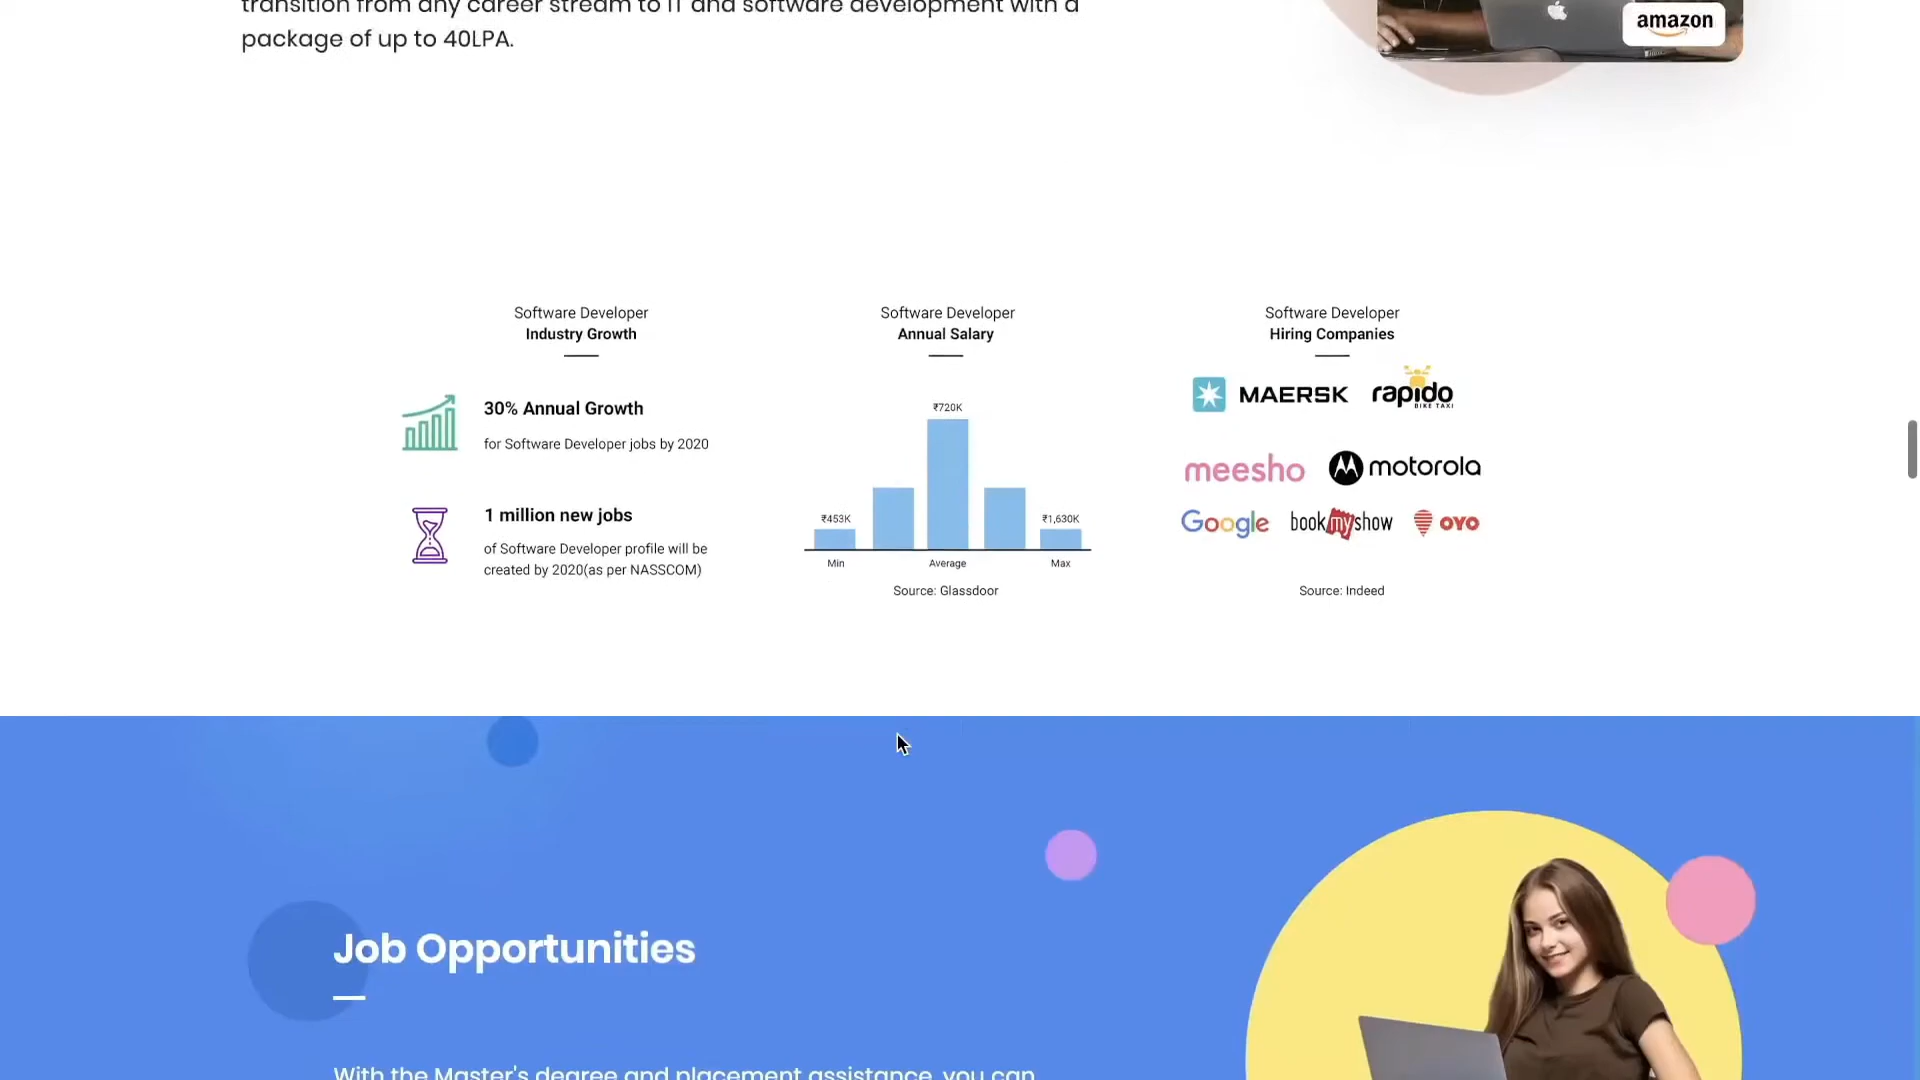 transition from any career stream to IT and software development with a
package of up to 40LPA.
amazon
Software Developer
Industry Growth
30% Annual Growth
for Software Developer jobs by 2020
1 million new jobs
of Software Developer profile will be
created by 2020(as per NASSCOM)
Software Developer
Annual Salary
₹720K
₹453K
₹1,630K
Min
Average
Max
Source: Glassdoor
Software Developer
Hiring Companies
MAERSK
rapido
BIKE TAXI
meesho
motorola
Google
bookmyshow
OYO
Source: Indeed
Job Opportunities
With the Master's degree and placement assistance, you can